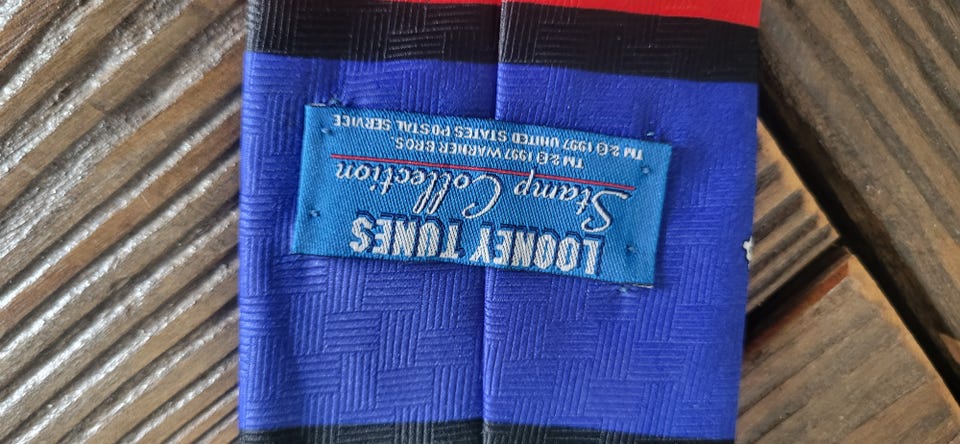 LOONEY TUNES
Stamp Collection
TM & © 1997 WARNER BROS
TM & © 1997 UNITED STATES POSTAL SERVICE